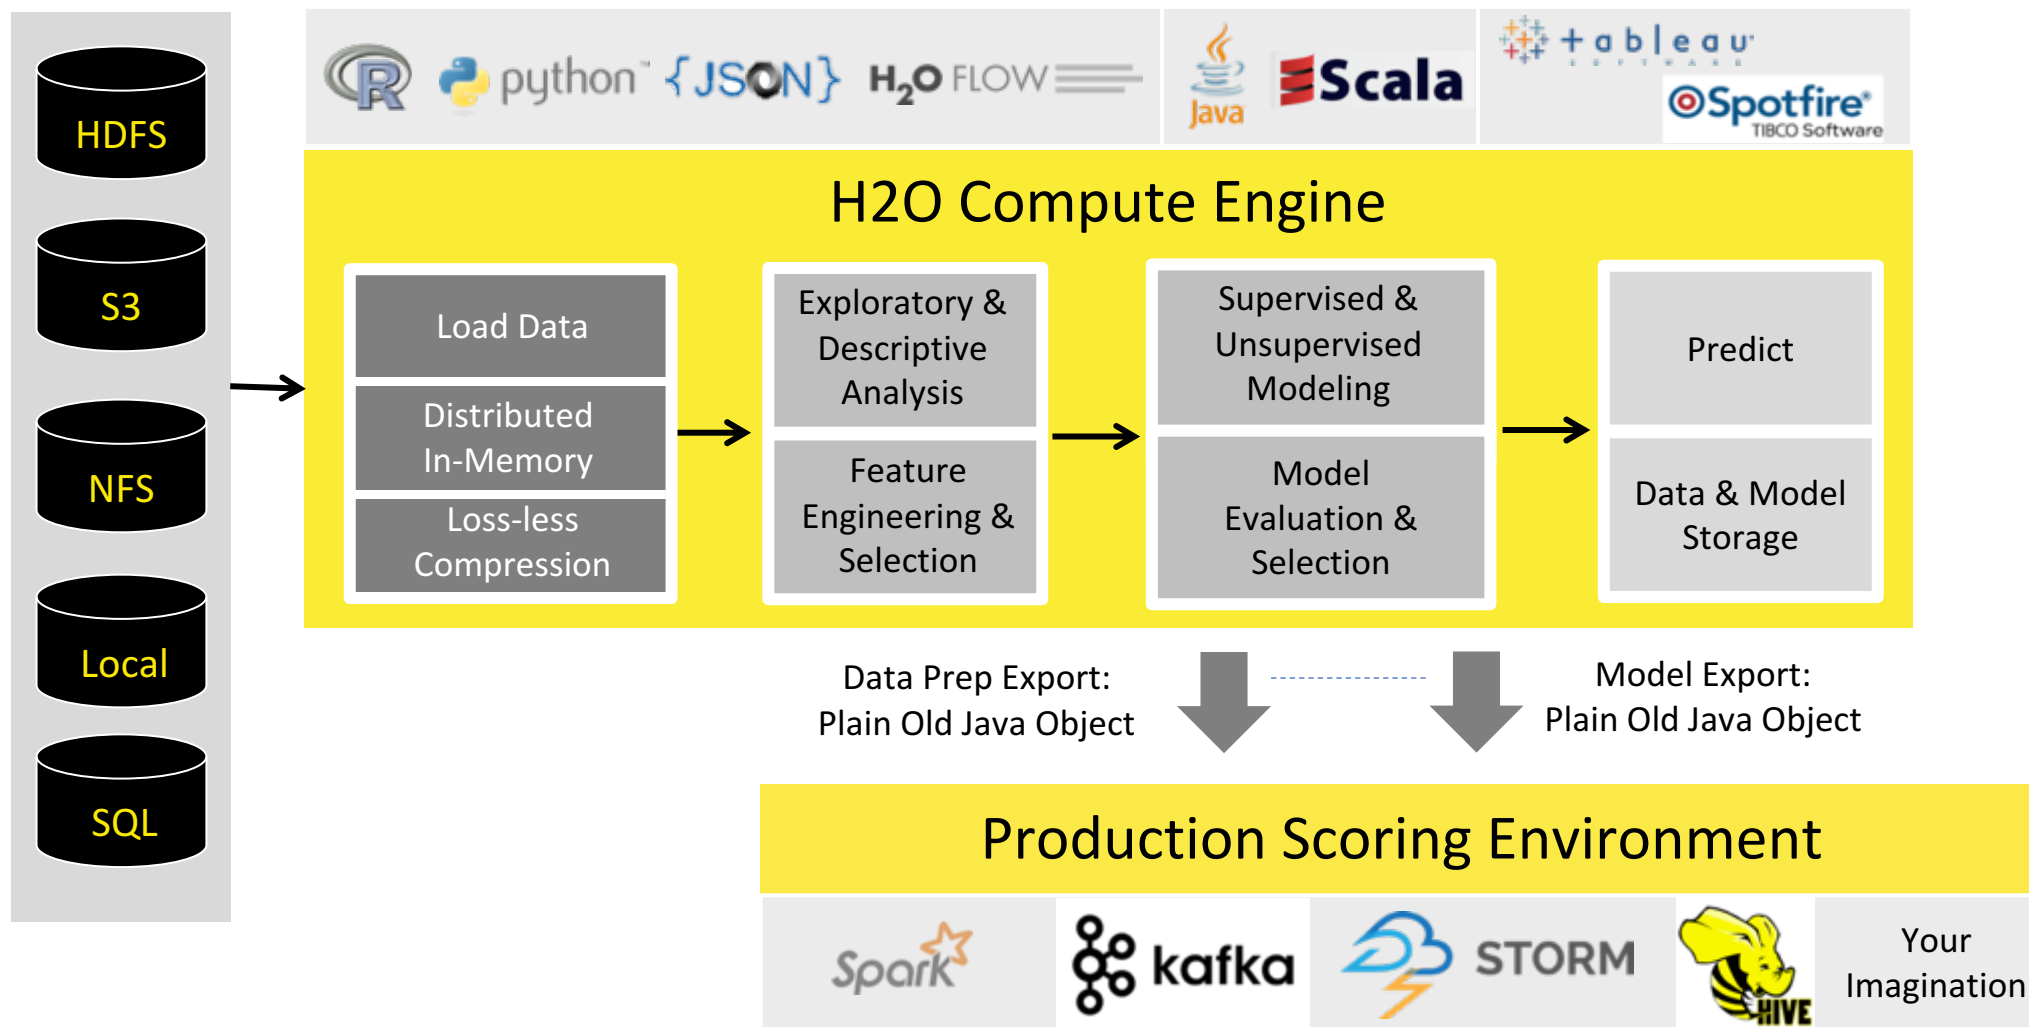 HDFS
S3
NFS
Local
SQL
R
python™
{JSON}
H2O FLOW
Java
Scala
+ableau
SOFTWARE
Spotfire®
TIBCO Software
H2O Compute Engine
Load Data
Distributed
In-Memory
Loss-less
Compression
Exploratory &
Descriptive
Analysis
Feature
Engineering &
Selection
Supervised &
Unsupervised
Modeling
Model
Evaluation &
Selection
Predict
Data & Model
Storage
Data Prep Export:
Plain Old Java Object
Model Export:
Plain Old Java Object
Production Scoring Environment
Spark
kafka
STORM
HIVE
Your
Imagination